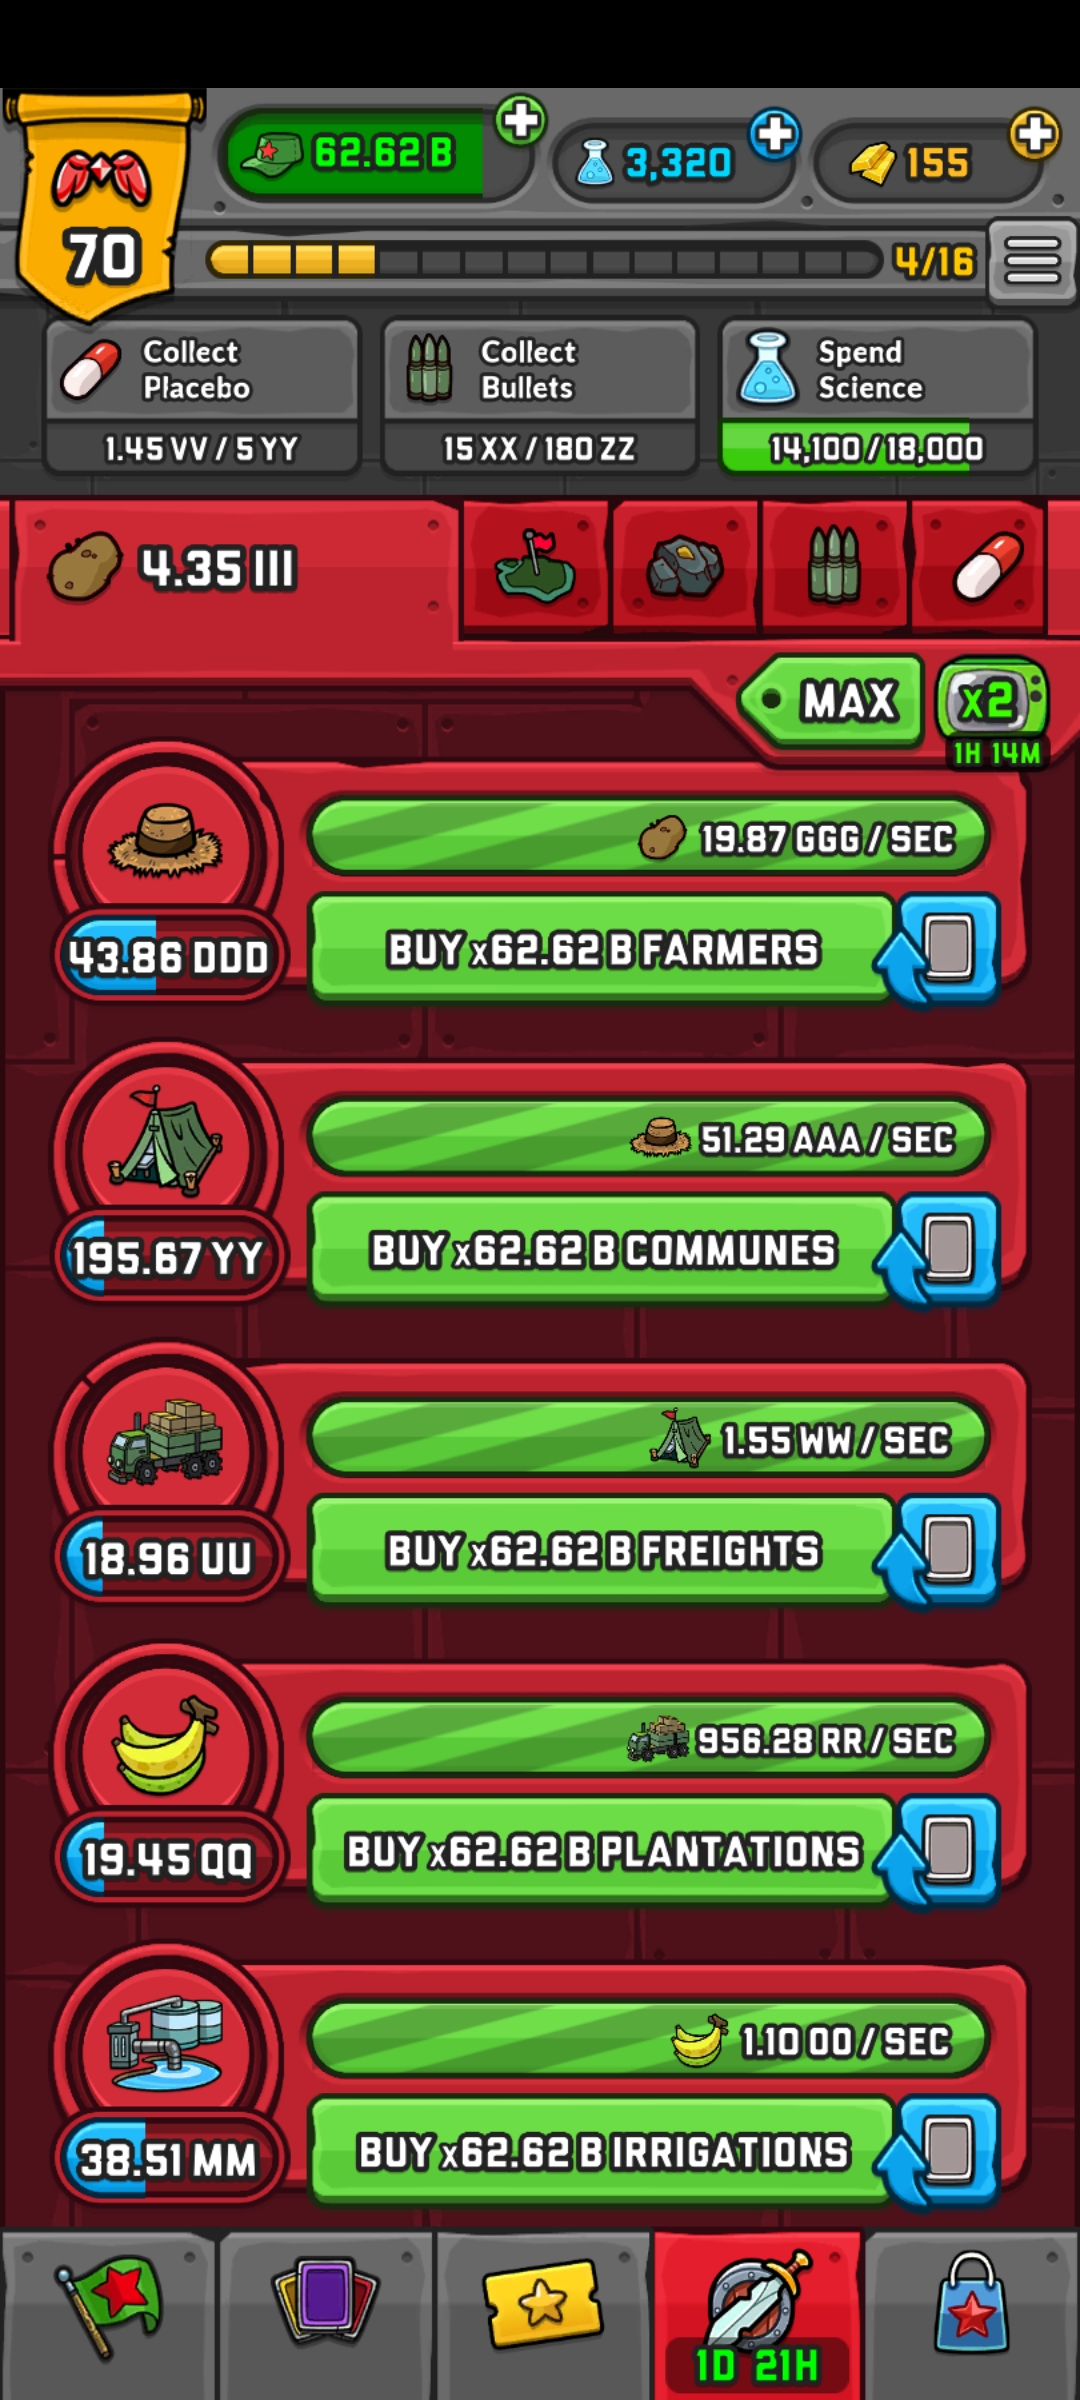 62.62 B
3,320
155
70
4/16
Collect
Placebo
1.45 VV / 5 YY
Collect
Bullets
15 XX / 180 ZZ
Spend
Science
14,100 / 18,000
4.35 III
MAX
x2
1H 14M
19.87 GGG / SEC
43.86 DDD
BUY x62.62 B FARMERS
51.29 AAA / SEC
195.67 YY
BUY x62.62 B COMMUNES
1.55 WW / SEC
18.96 UU
BUY x62.62 B FREIGHTS
956.28 RR / SEC
19.45 QQ
BUY x62.62 B PLANTATIONS
1.10 OO / SEC
38.51 MM
BUY x62.62 B IRRIGATIONS
1D 21H